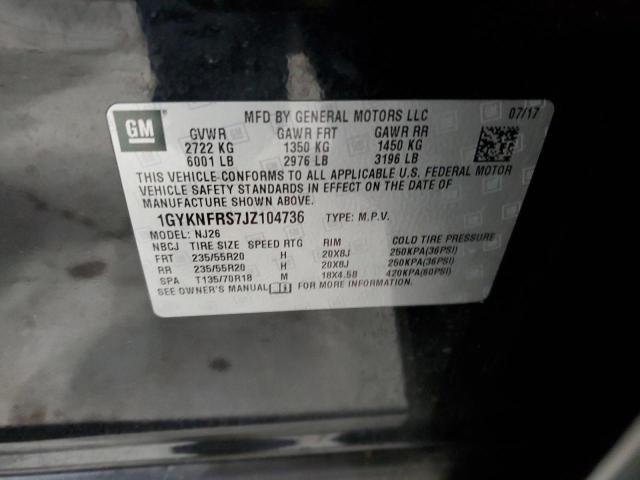 GM
MFD BY GENERAL MOTORS LLC 07/17
GVWR GAWR FRT GAWR RR
2722 KG 1350 KG 1450 KG
6001 LB 2976 LB 3196 LB
THIS VEHICLE CONFORMS TO ALL APPLICABLE U.S. FEDERAL MOTOR
VEHICLE SAFETY STANDARDS IN EFFECT ON THE DATE OF
MANUFACTURE SHOWN ABOVE.
1GYKNFRS7JZ104736 TYPE: M.P.V.
MODEL: NJ26
NBCJ TIRE SIZE SPEED RTG RIM COLD TIRE PRESSURE
FRT 235/55R20 H 20X8J 250KPA(36PSI)
RR 235/55R20 H 20X8J 250KPA(36PSI)
SPA T135/70R18 M 18X4.5B 420KPA(60PSI)
SEE OWNER'S MANUAL FOR MORE INFORMATION.